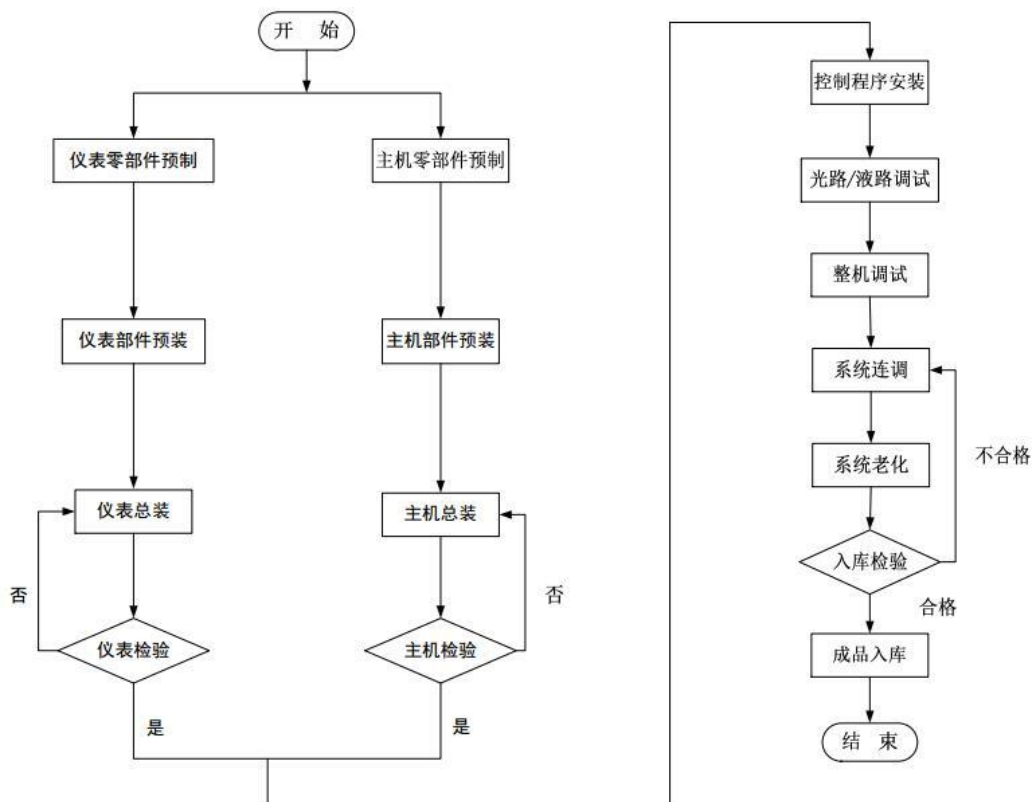 开 始
仪表零部件预制
主机零部件预制
仪表部件预装
主机部件预装
仪表总装
主机总装
否
否
仪表检验
主机检验
是
是
控制程序安装
光路/液路调试
整机调试
系统连调
不合格
系统老化
入库检验
合格
成品入库
结 束